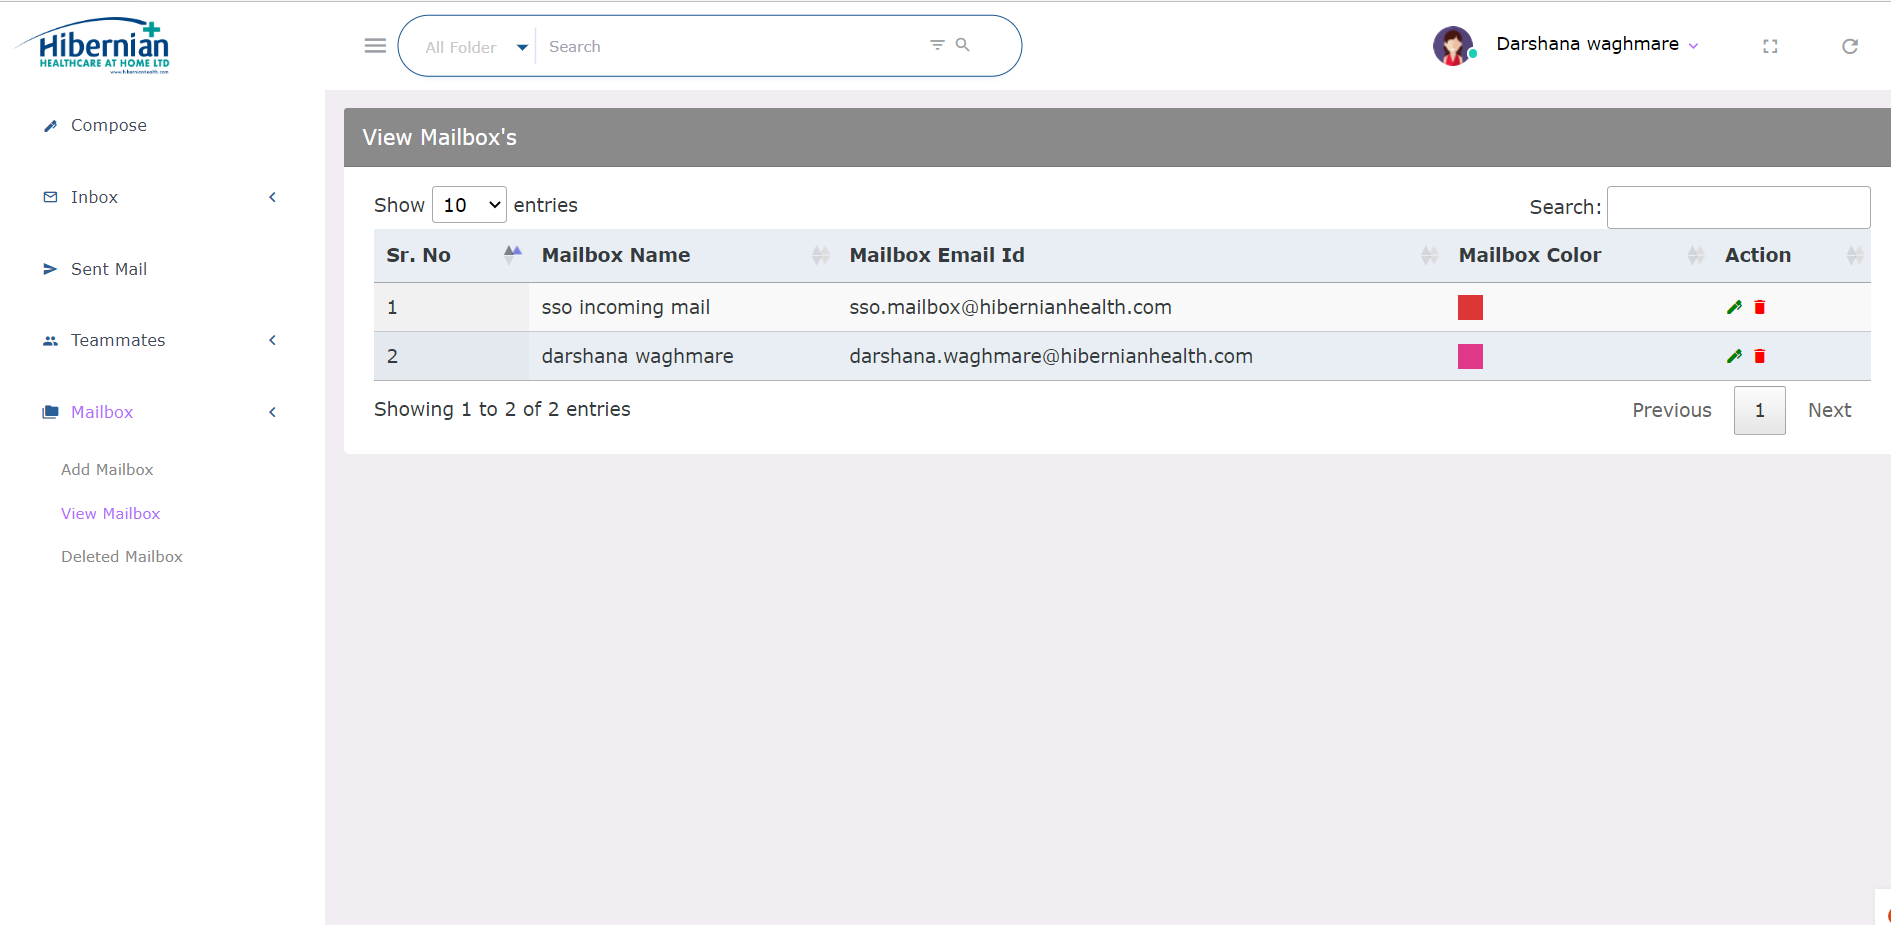 Hibernian
HEALTHCARE AT HOME LTD
www.hibernianhealth.com
All Folder
Search
Darshana waghmare
Compose
Inbox
Sent Mail
Teammates
Mailbox
Add Mailbox
View Mailbox
Deleted Mailbox
View Mailbox's
Show 10 entries
Search:
Sr. No Mailbox Name Mailbox Email Id Mailbox Color Action
1 sso incoming mail sso.mailbox@hibernianhealth.com
2 darshana waghmare darshana.waghmare@hibernianhealth.com
Showing 1 to 2 of 2 entries
Previous 1 Next